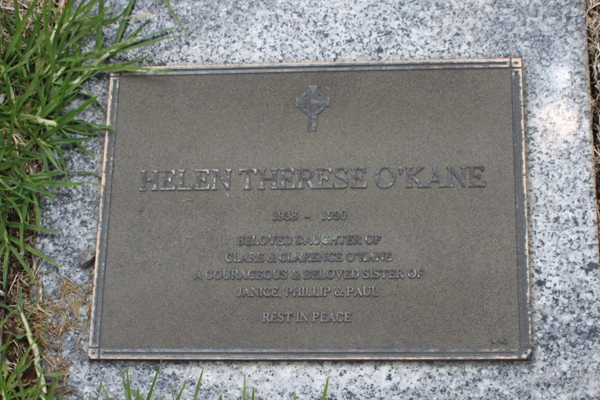 HELEN THERESE O'KANE
1938 - 1990
BELOVED DAUGHTER OF
CLARE & CLARENCE O'KANE
A COURAGEOUS & BELOVED SISTER OF
JANICE, PHILLIP & PAUL
REST IN PEACE